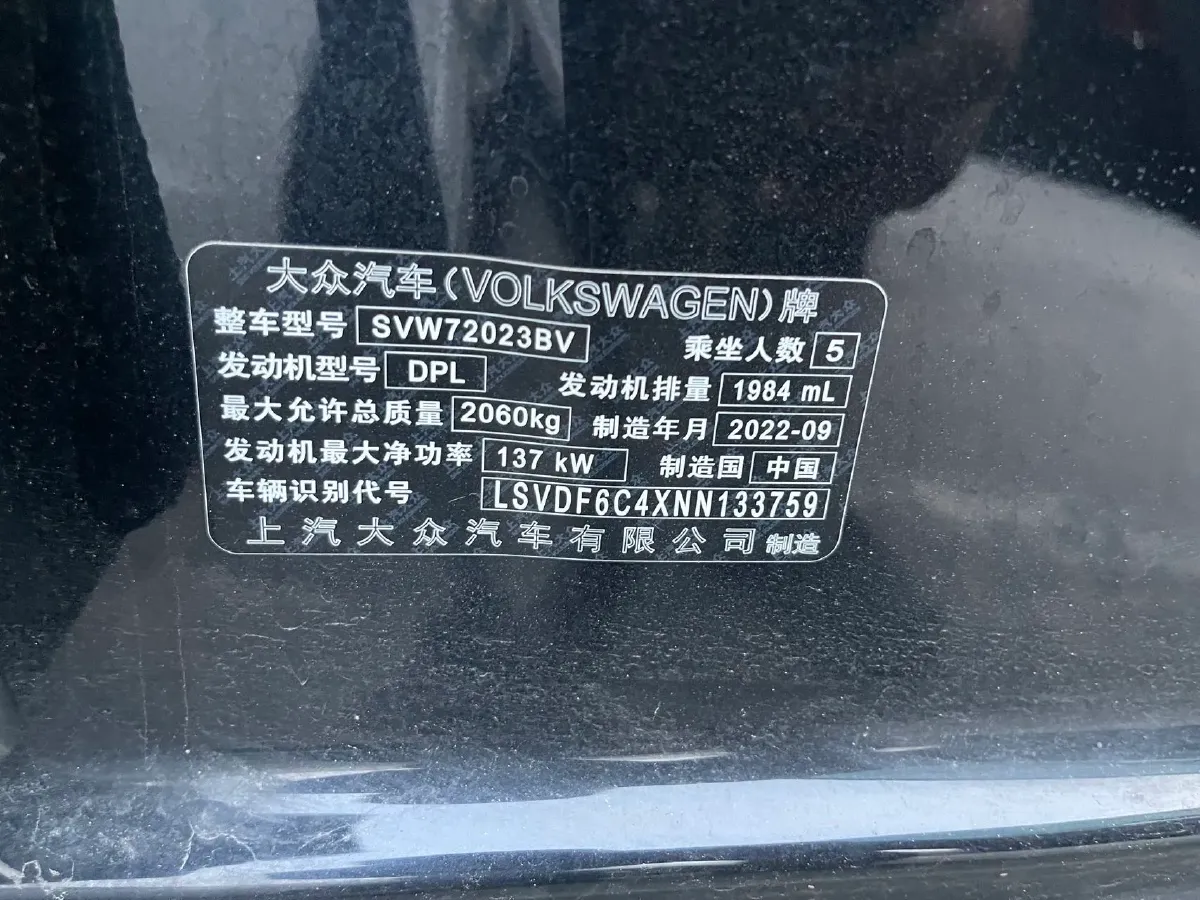 大众汽车(VOLKSWAGEN)牌
整车型号 SVW72023BV 乘坐人数 5
发动机型号 DPL 发动机排量 1984 mL
最大允许总质量 2060kg 制造年月 2022-09
发动机最大净功率 137 kW 制造国 中国
车辆识别代号 LSVDF6C4XNN133759
上汽大众汽车有限公司 制造